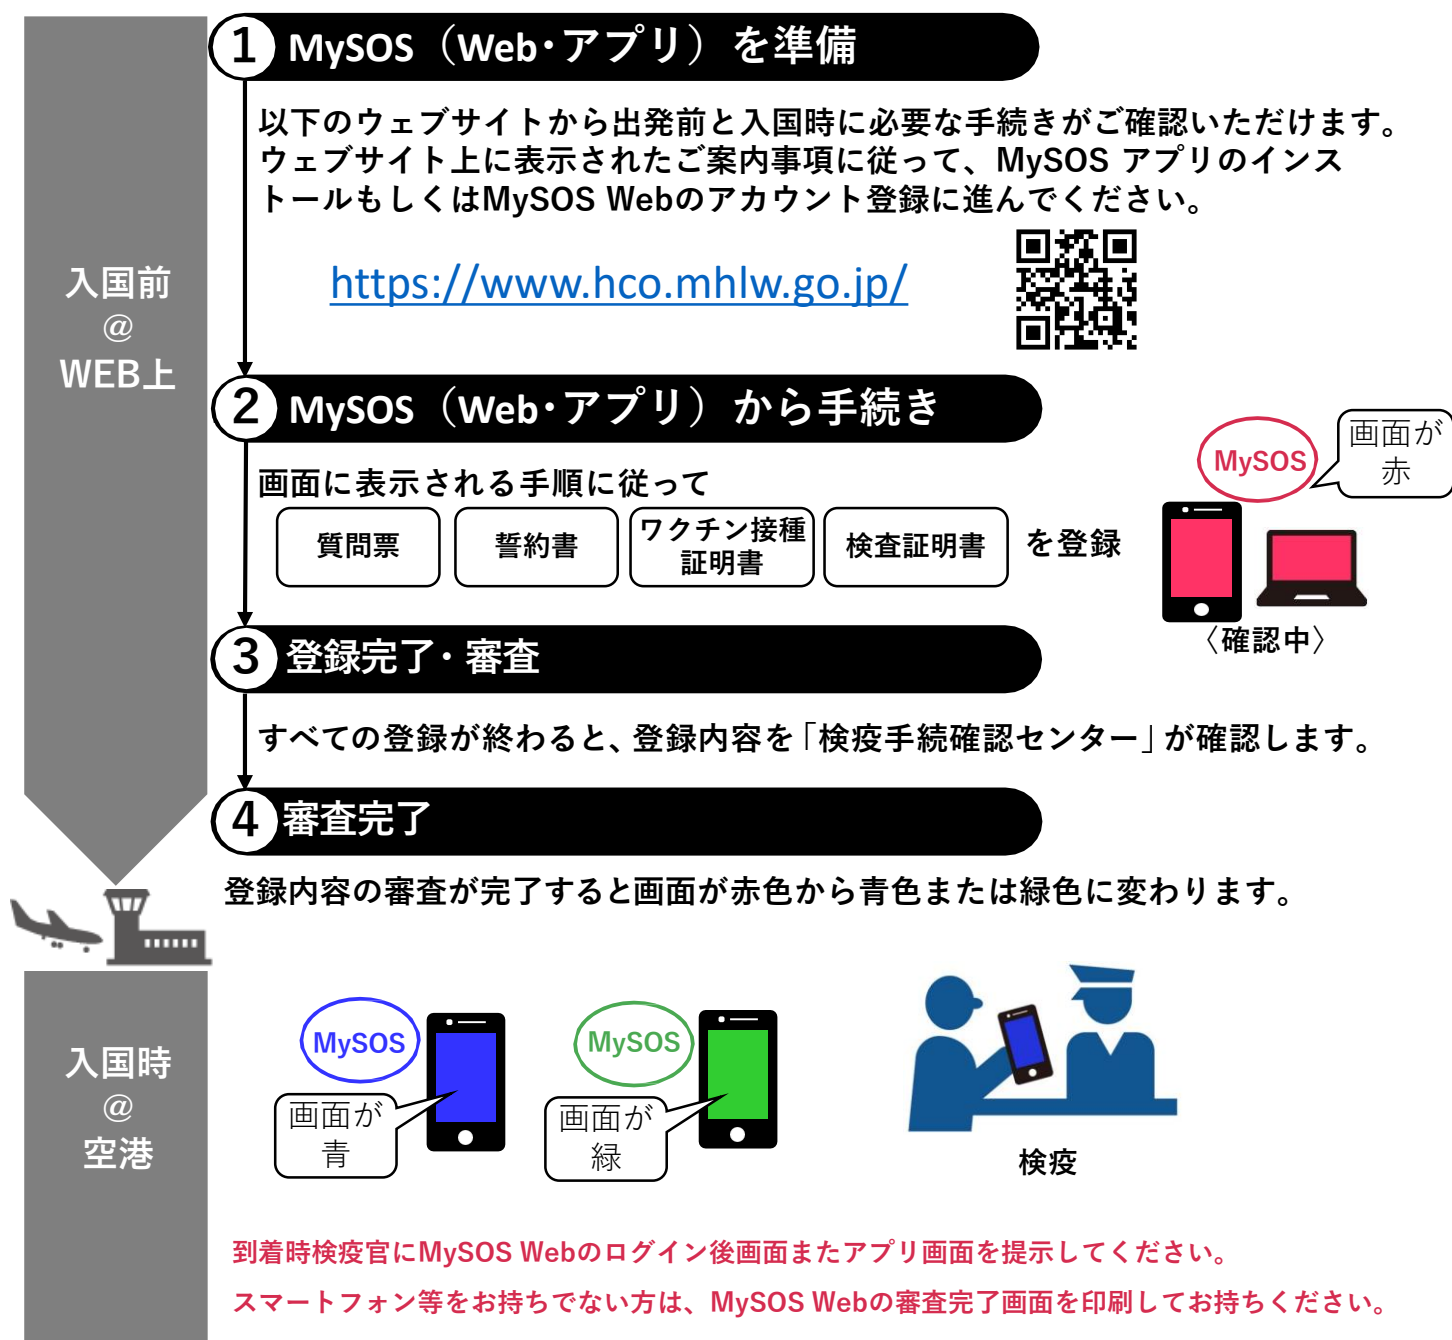 入国前
@
WEB上
1 MySOS（Web・アプリ）を準備
以下のウェブサイトから出発前と入国時に必要な手続きがご確認いただけます。
ウェブサイト上に表示されたご案内事項に従って、MySOS アプリのインス
トールもしくはMySOS Webのアカウント登録に進んでください。
https://www.hco.mhlw.go.jp/
2 MySOS（Web・アプリ）から手続き
画面に表示される手順に従って
質問票
誓約書
ワクチン接種
証明書
検査証明書
を登録
MySOS
画面が
赤
〈確認中〉
3 登録完了・審査
すべての登録が終わると、登録内容を「検疫手続確認センター」が確認します。
4 審査完了
登録内容の審査が完了すると画面が赤色から青色または緑色に変わります。
入国時
@
空港
MySOS
画面が
青
MySOS
画面が
緑
検疫
到着時検疫官にMySOS Webのログイン後画面またアプリ画面を提示してください。
スマートフォン等をお持ちでない方は、MySOS Webの審査完了画面を印刷してお持ちください。